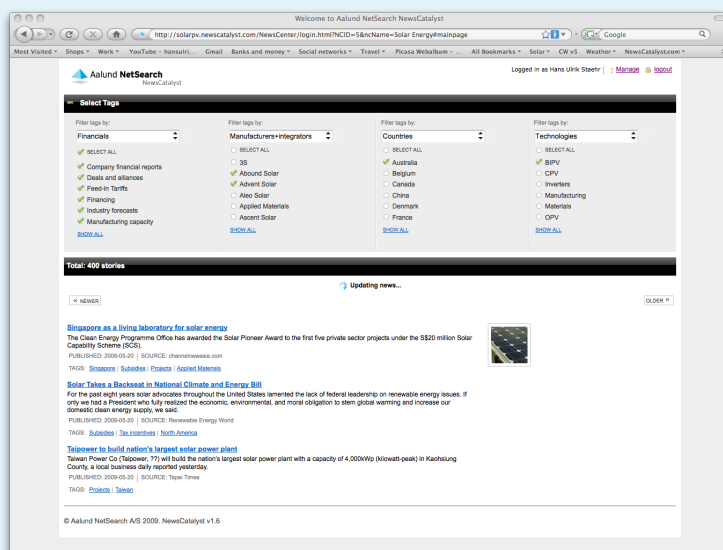 Welcome to Aalund NetSearch NewsCatalyst
http://solarpv.newscatalyst.com/NewsCenter/login.html?NCID=5&ncName=Solar Energy#mainpage
Google
Most Visited Shops Work YouTube – hansulri... Gmail Banks and money Social networks Travel Picasa Webalbum – ... All Bookmarks Solar CW v5 Weather NewsCatalyst.com
Aalund NetSearch
NewsCatalyst
Logged in as Hans Ulrik Staehr | Manage logout
Select Tags
Filter tags by: Filter tags by: Filter tags by: Filter tags by:
Financials Manufacturers+integrators Countries Technologies
SELECT ALL SELECT ALL SELECT ALL SELECT ALL
Company financial reports 3S Australia BIPV
Deals and alliances Abound Solar Belgium CPV
Feed-in Tariffs Advent Solar Canada Inverters
Financing Aleo Solar China Manufacturing
Industry forecasts Applied Materials Denmark Materials
Manufacturing capacity Ascent Solar France OPV
SHOW ALL SHOW ALL SHOW ALL SHOW ALL
Total: 400 stories
Updating news...
« NEWER OLDER »
Singapore as a living laboratory for solar energy
The Clean Energy Programme Office has awarded the Solar Pioneer Award to the first five private sector projects under the S$20 million Solar
Capability Scheme (SCS).
PUBLISHED: 2009-05-20 | SOURCE: channelnewsasia.com
TAGS: Singapore | Subsidies | Projects | Applied Materials
Solar Takes a Backseat in National Climate and Energy Bill
For the past eight years solar advocates throughout the United States lamented the lack of federal leadership on renewable energy issues. If
only we had a President who fully realized the economic, environmental, and moral obligation to stem global warming and increase our
domestic clean energy supply, we said.
PUBLISHED: 2009-05-20 | SOURCE: Renewable Energy World
TAGS: Subsidies | Tax incentives | North America
Taipower to build nation's largest solar power plant
Taiwan Power Co (Taipower, ??) will build the nation's largest solar power plant with a capacity of 4,000kWp (kilowatt-peak) in Kaohsiung
County, a local business daily reported yesterday.
PUBLISHED: 2009-05-20 | SOURCE: Tapei Times
TAGS: Projects | Taiwan
© Aalund NetSearch A/S 2009. NewsCatalyst v1.6